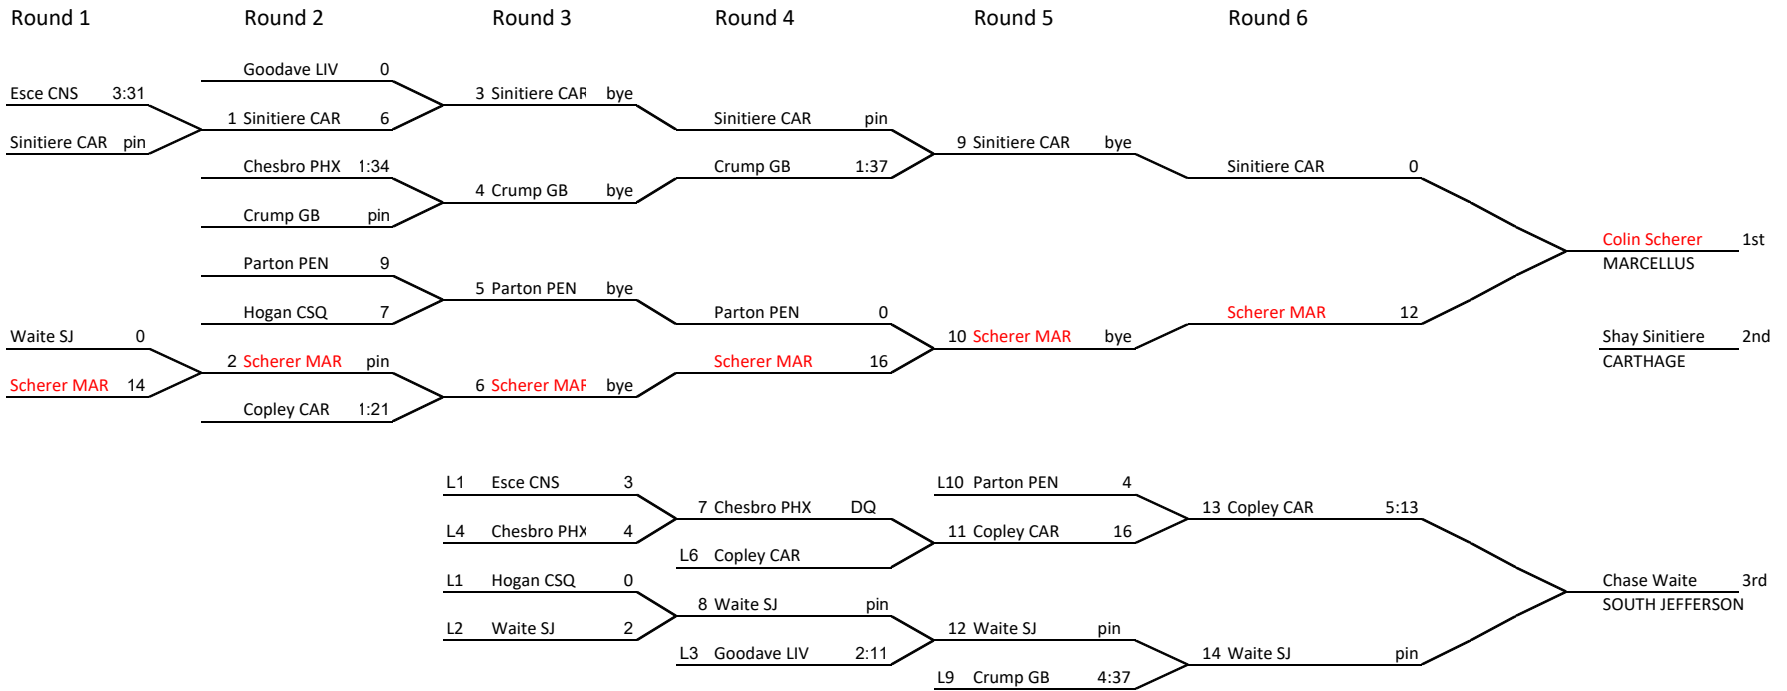 Round 1 Round 2 Round 3 Round 4 Round 5 Round 6
Goodave LIV 0
Esce CNS 3:31 3 Sinitiere CAR bye
1 Sinitiere CAR 6 Sinitiere CAR pin
Sinitiere CAR pin 9 Sinitiere CAR bye
Chesbro PHX 1:34 Crump GB 1:37 Sinitiere CAR 0
4 Crump GB bye
Crump GB pin
Colin Scherer 1st
Parton PEN 9 MARCELLUS
5 Parton PEN bye
Hogan CSQ 7 Parton PEN 0 Scherer MAR 12
Waite SJ 0 10 Scherer MAR bye Shay Sinitiere 2nd
2 Scherer MAR pin Scherer MAR 16 CARTHAGE
Scherer MAR 14 6 Scherer MAR bye
Copley CAR 1:21
L1 Esce CNS 3 L10 Parton PEN 4
7 Chesbro PHX DQ 13 Copley CAR 5:13
L4 Chesbro PHX 4 11 Copley CAR 16
L6 Copley CAR
L1 Hogan CSQ 0 Chase Waite 3rd
8 Waite SJ pin SOUTH JEFFERSON
L2 Waite SJ 2 12 Waite SJ pin
L3 Goodave LIV 2:11 14 Waite SJ pin
L9 Crump GB 4:37